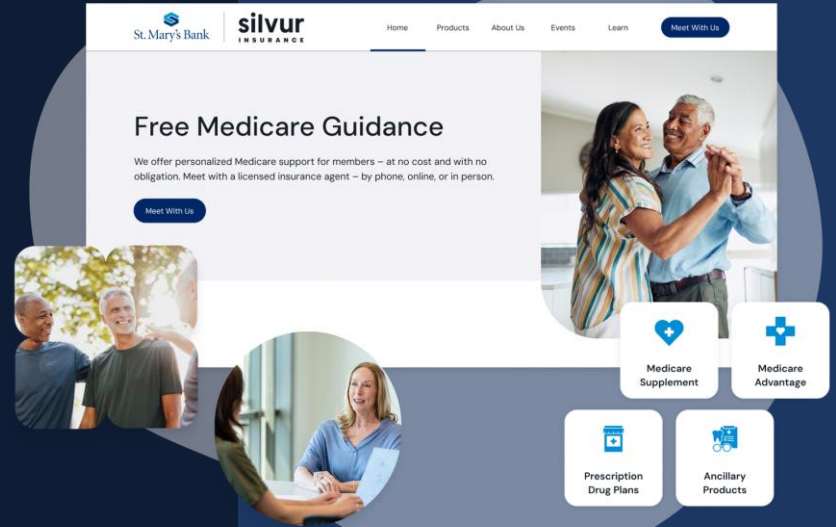 St. Mary's Bank
silvur
INSURANCE
Home
Products
About Us
Events
Learn
Meet With Us
Free Medicare Guidance
We offer personalized Medicare support for members – at no cost and with no
obligation. Meet with a licensed insurance agent – by phone, online, or in person.
Meet With Us
Medicare
Supplement
Medicare
Advantage
Prescription
Drug Plans
Ancillary
Products